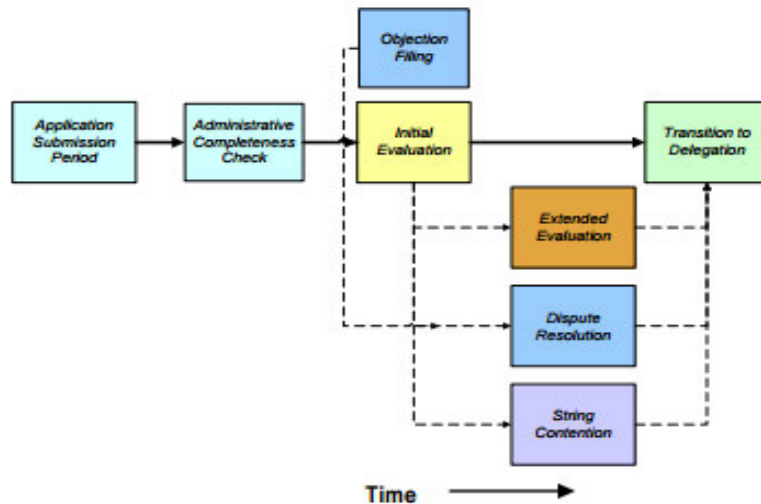 Objection
Filling
Application
Submission
Period
Administrative
Completeness
Check
Initial
Evaluation
Transition to
Delegation
Extended
Evaluation
Dispute
Resolution
String
Contention
Time